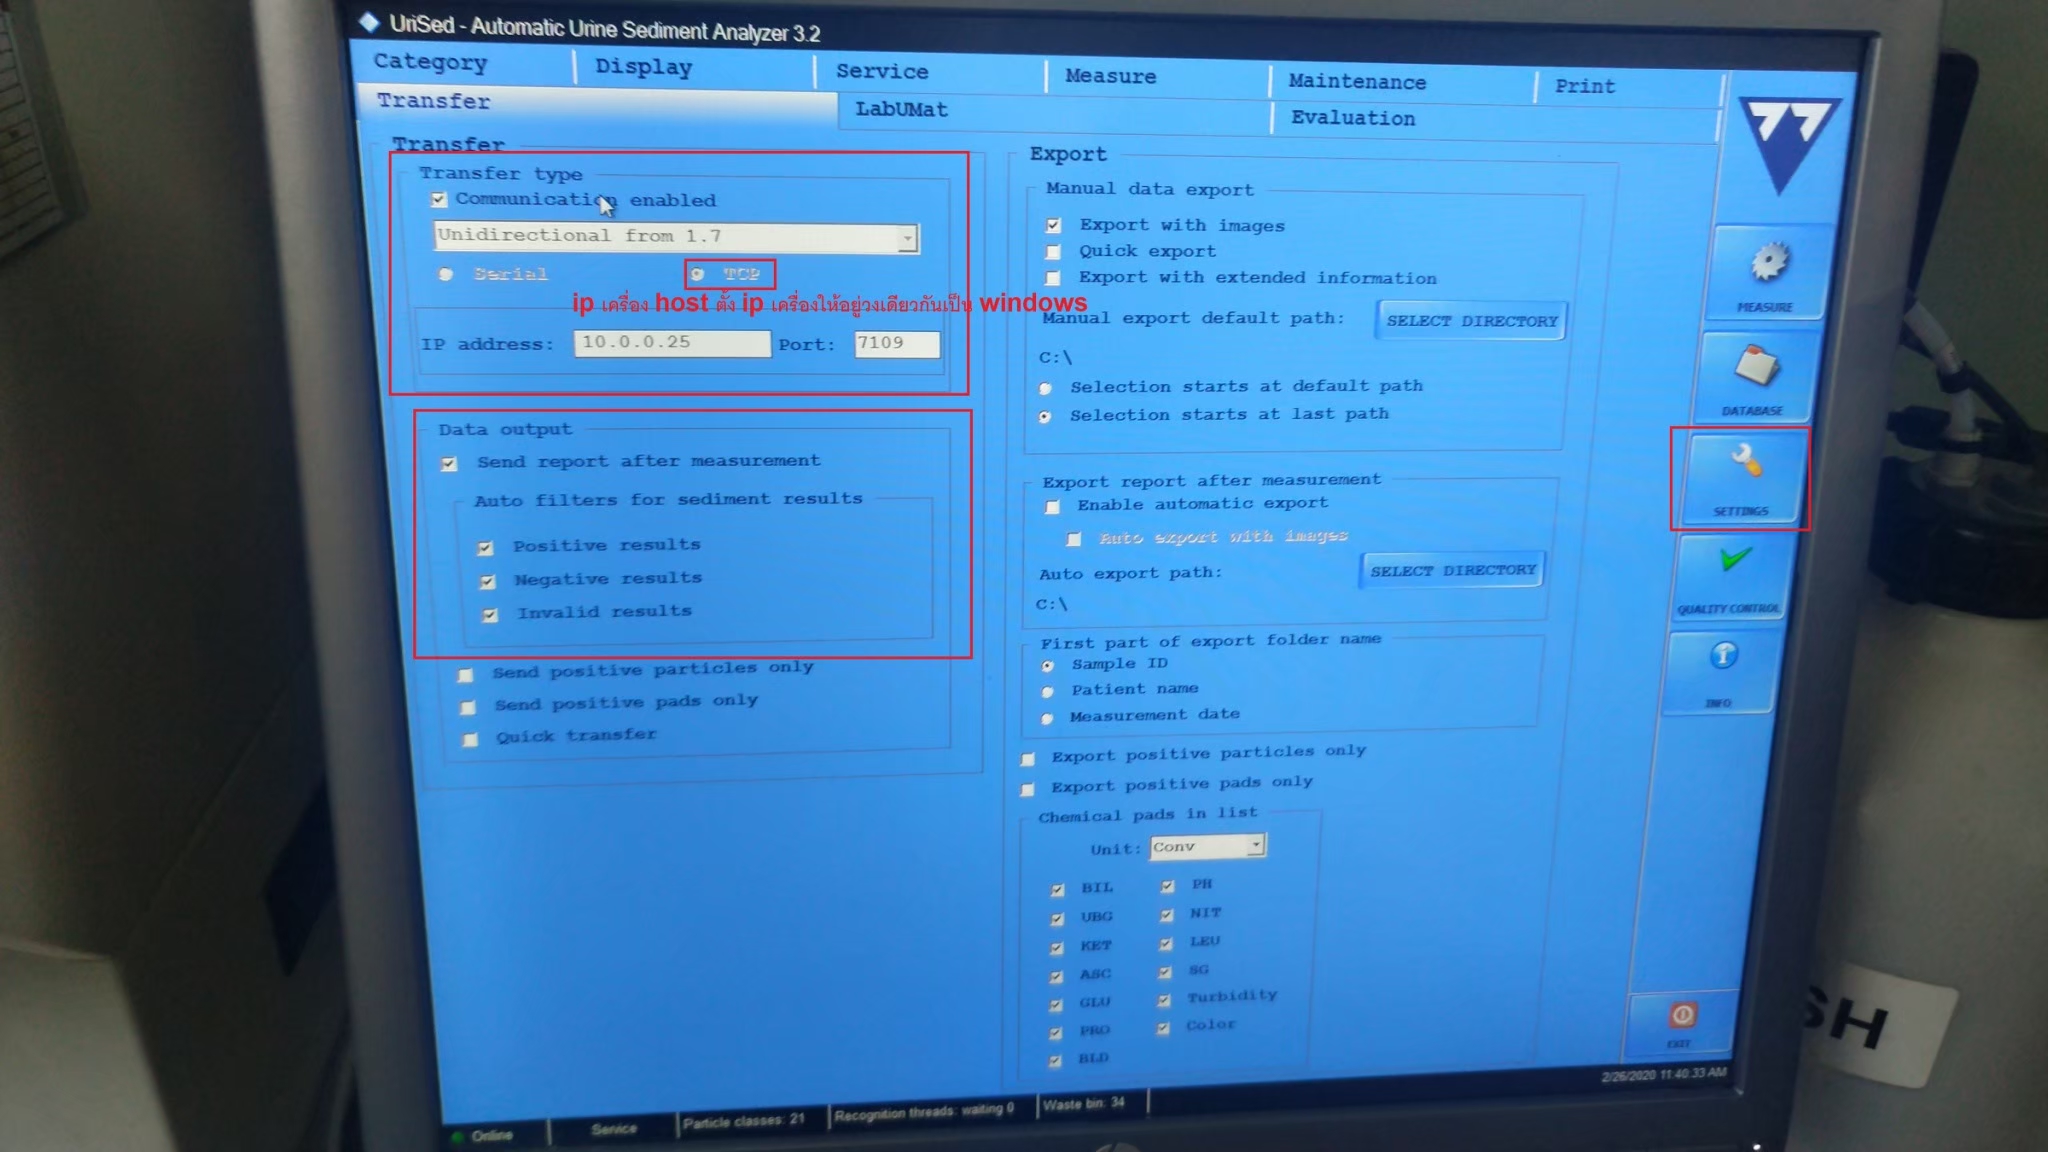 UriSed - Automatic Urine Sediment Analyzer 3.2
Category
Display
Service
Measure
Maintenance
Print
Transfer
LabUMat
Evaluation
Transfer
Transfer type
Communication enabled
Unidirectional from 1.7
Serial
TCP
ip เครื่อง host ตั้ง ip เครื่องให้อยู่วงเดียวกันเป็น windows
IP address: 10.0.0.25 Port: 7109
Data output
Send report after measurement
Auto filters for sediment results
Positive results
Negative results
Invalid results
Send positive particles only
Send positive pads only
Quick transfer
Export
Manual data export
Export with images
Quick export
Export with extended information
Manual export default path: SELECT DIRECTORY
C:\
Selection starts at default path
Selection starts at last path
Export report after measurement
Enable automatic export
Auto export with images
Auto export path: SELECT DIRECTORY
C:\
First part of export folder name
Sample ID
Patient name
Measurement date
Export positive particles only
Export positive pads only
Chemical pads in list
Unit: Conv
BIL
PH
UBG
NIT
KET
LEU
ASC
SG
GLU
Turbidity
PRO
Color
BLD
MEASURE
DATABASE
SETTINGS
QUALITY CONTROL
INFO
EXIT
2/26/2020 11:40:33 AM
Online
Service
Particle classes: 21
Recognition threads: waiting 0
Waste bin: 34
SH